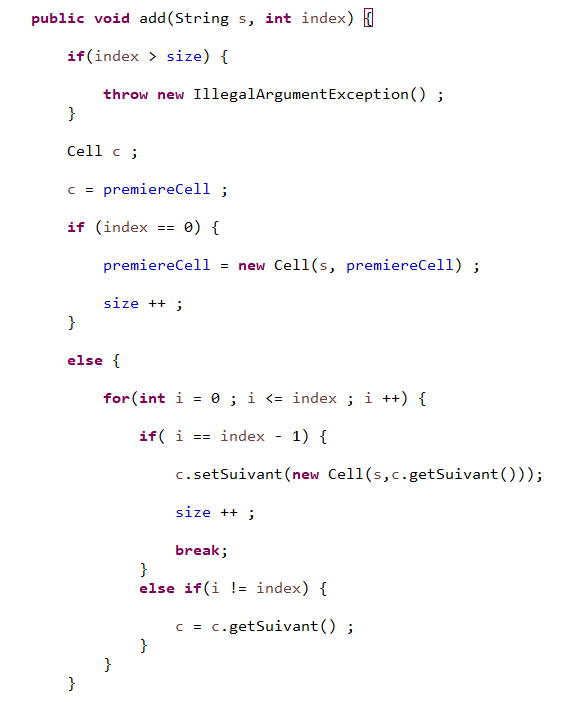 public void add(String s, int index) {
if(index > size) {
throw new IllegalArgumentException() ;
}
Cell c ;
c = premiereCell ;
if (index == 0) {
premiereCell = new Cell(s, premiereCell) ;
size ++ ;
}
else {
for(int i = 0 ; i <= index ; i ++) {
if( i == index - 1) {
c.setSuivant(new Cell(s,c.getSuivant()));
size ++ ;
break;
}
else if(i != index) {
c = c.getSuivant() ;
}
}
}